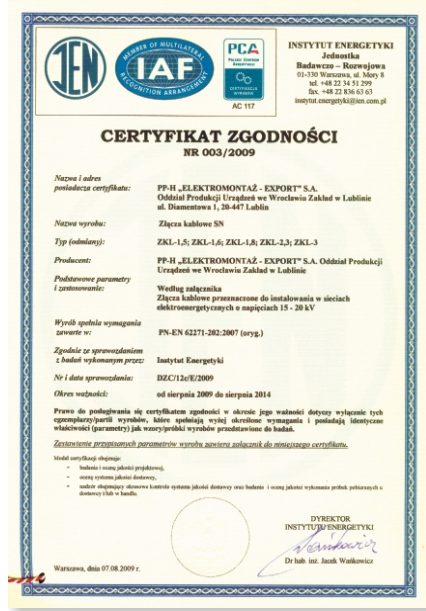 JEN
MEMBER OF MULTILATERAL
IAF
RECOGNITION ARRANGEMENT
PCA
POLSKIE CENTRUM
AKREDYTACJI
CERTYFIKACJA
WYROBÓW
AC 117
INSTYTUT ENERGETYKI
Jednostka
Badawczo – Rozwojowa
01-330 Warszawa, ul. Mory 8
tel. +48 22 34 51 299
fax. +48 22 836 63 63
instytut.energetyki@ien.com.pl
CERTYFIKAT ZGODNOŚCI
NR 003/2009
Nazwa i adres
posiadacza certyfikatu:
PP-H „ELEKTROMONTAŻ - EXPORT” S.A.
Oddział Produkcji Urządzeń we Wrocławiu Zakład w Lublinie
ul. Diamentowa 1, 20-447 Lublin
Nazwa wyrobu: Złącza kablowe SN
Typ (odmiany): ZKL-1,5; ZKL-1,6; ZKL-1,8; ZKL-2,3; ZKL-3
Producent: PP-H „ELEKTROMONTAŻ - EXPORT” S.A. Oddział Produkcji
Urządzeń we Wrocławiu Zakład w Lublinie
Podstawowe parametry
i zastosowanie:
Według załącznika
Złącza kablowe przeznaczone do instalowania w sieciach
elektroenergetycznych o napięciach 15 - 20 kV
Wyrób spełnia wymagania
zawarte w: PN-EN 62271-202:2007 (oryg.)
Zgodnie ze sprawozdaniem
z badań wykonanym przez: Instytut Energetyki
Nr i data sprawozdania: DZC/12c/E/2009
Okres ważności: od sierpnia 2009 do sierpnia 2014
Prawo do posługiwania się certyfikatem zgodności w okresie jego ważności dotyczy wyłącznie tych
egzemplarzy/partii wyrobów, które spełniają wyżej określone wymagania i posiadają identyczne
właściwości (parametry) jak wzory/próbki wyrobów przedstawione do badań.
Zestawienie przypisanych parametrów wyrobu zawiera załącznik do niniejszego certyfikatu.
Model certyfikacji obejmuje:
- badania i ocenę jakości projektowej,
- ocenę systemu jakości dostawcy,
- nadzór obejmujący okresowa kontrolę systemu jakości dostawcy oraz badania i ocenę jakości wykonania próbek pobieranych u
dostawcy i/lub w handlu.
DYREKTOR
INSTYTUTU ENERGETYKI
Dr hab. inż. Jacek Wańkowicz
Warszawa, dnia 07.08.2009 r.